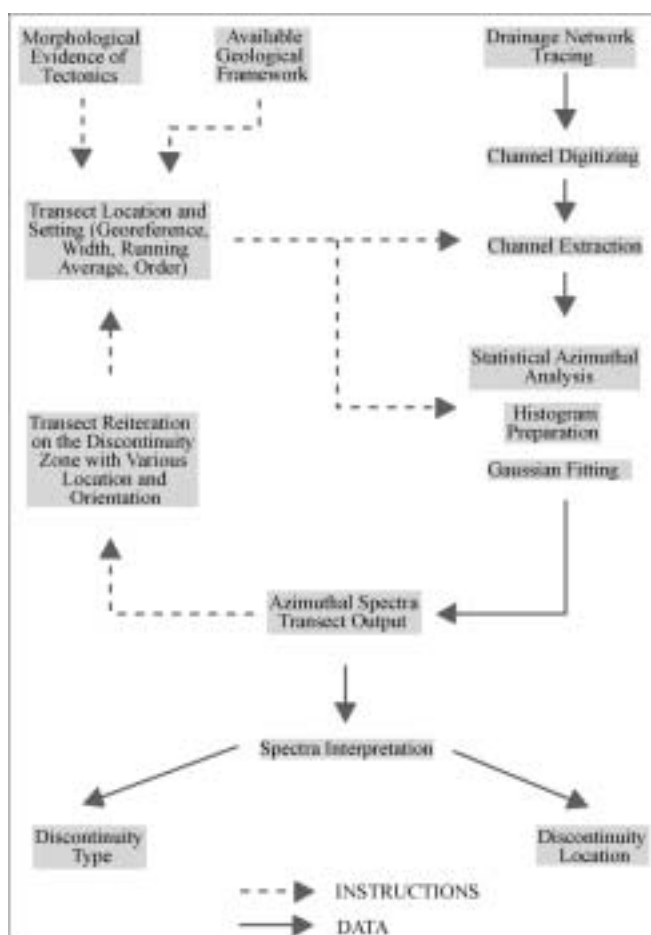 Morphological
Evidence of
Tectonics
Available
Geological
Framework
Drainage Network
Tracing
Channel Digitizing
Transect Location and
Setting (Georeference,
Width, Running
Average, Order)
Channel Extraction
Statistical Azimuthal
Analysis
Histogram
Preparation
Gaussian Fitting
Transect Reiteration
on the Discontinuity
Zone with Various
Location and
Orientation
Azimuthal Spectra
Transect Output
Spectra Interpretation
Discontinuity
Type
Discontinuity
Location
INSTRUCTIONS
DATA